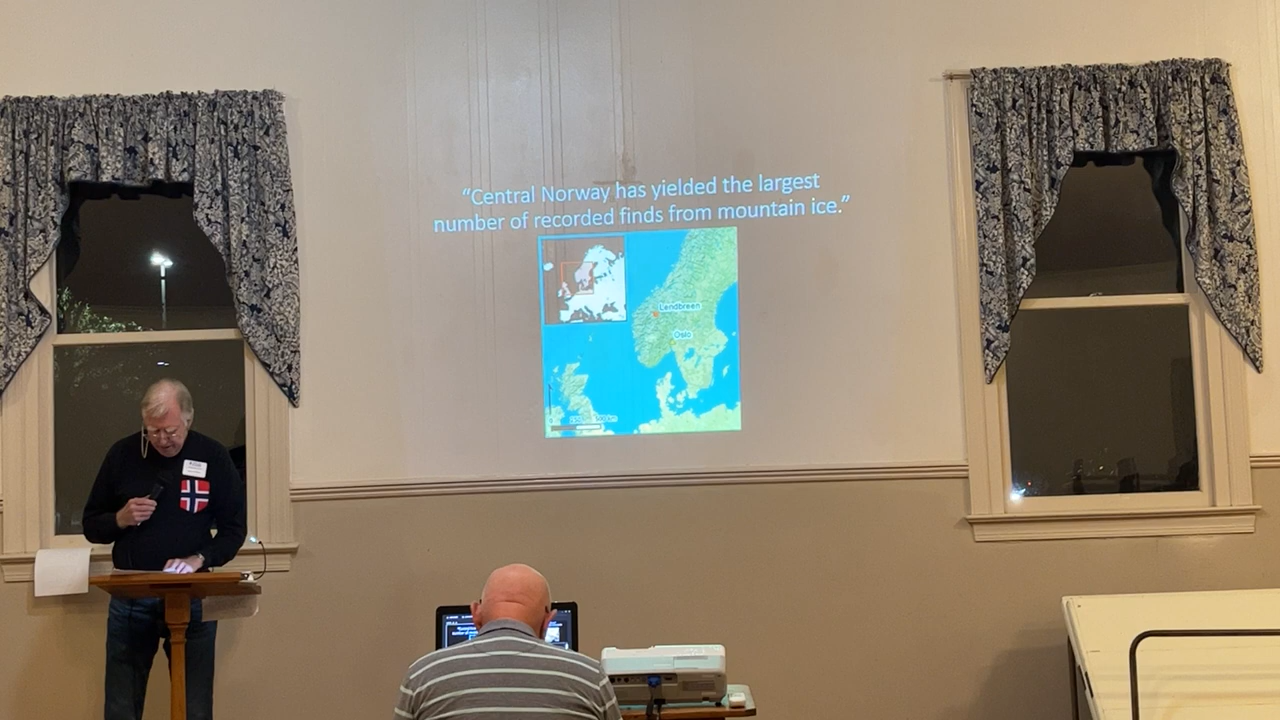 “Central Norway has yielded the largest
number of recorded finds from mountain ice.”
Lendbreen
Oslo